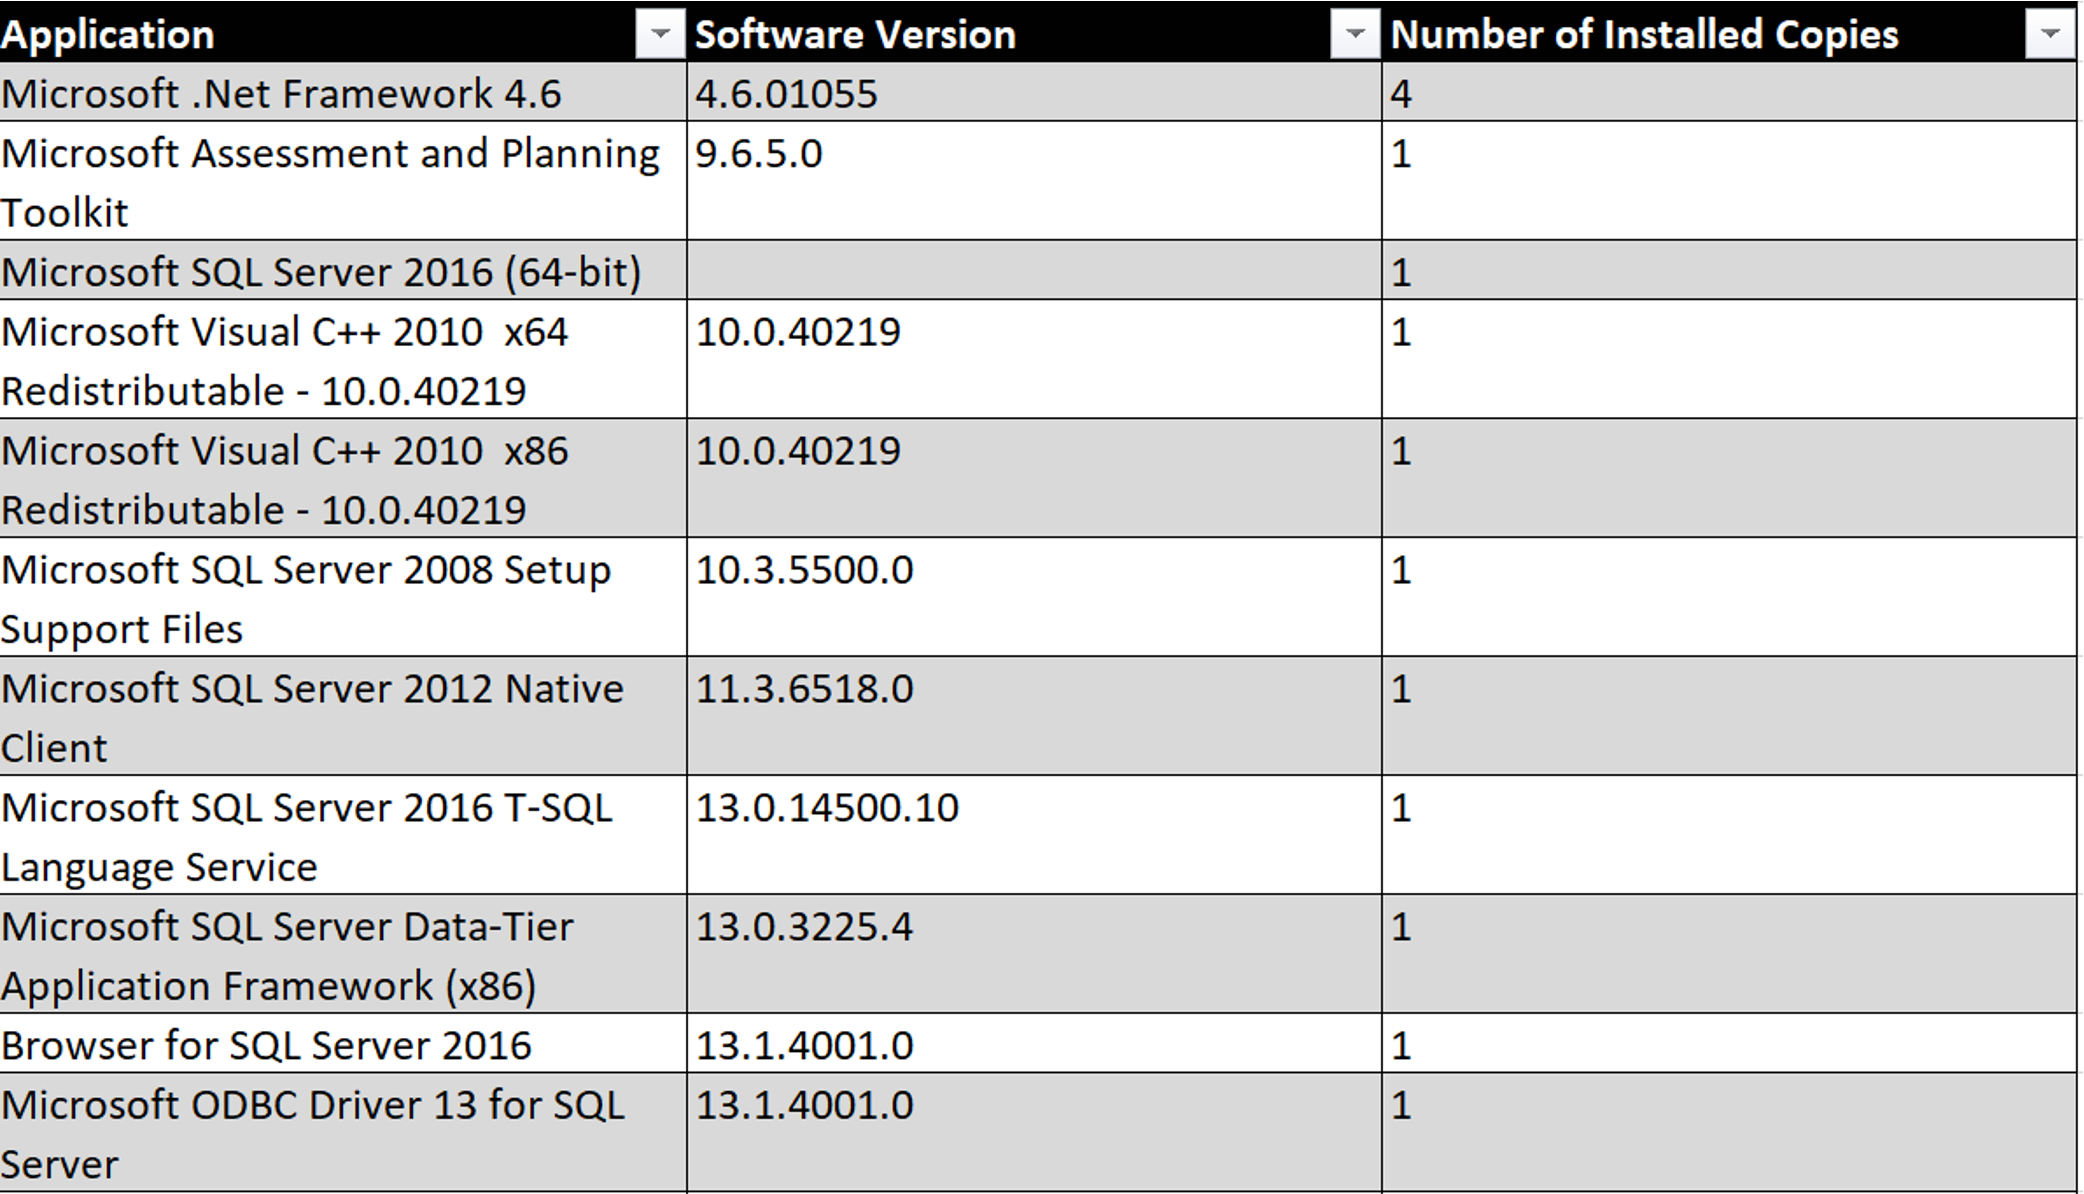 Application Software Version Number of Installed Copies
Microsoft .Net Framework 4.6 4.6.01055 4
Microsoft Assessment and Planning 9.6.5.0 1
Toolkit
Microsoft SQL Server 2016 (64-bit) 1
Microsoft Visual C++ 2010  x64 10.0.40219 1
Redistributable - 10.0.40219
Microsoft Visual C++ 2010  x86 10.0.40219 1
Redistributable - 10.0.40219
Microsoft SQL Server 2008 Setup 10.3.5500.0 1
Support Files
Microsoft SQL Server 2012 Native 11.3.6518.0 1
Client
Microsoft SQL Server 2016 T-SQL 13.0.14500.10 1
Language Service
Microsoft SQL Server Data-Tier 13.0.3225.4 1
Application Framework (x86)
Browser for SQL Server 2016 13.1.4001.0 1
Microsoft ODBC Driver 13 for SQL 13.1.4001.0 1
Server